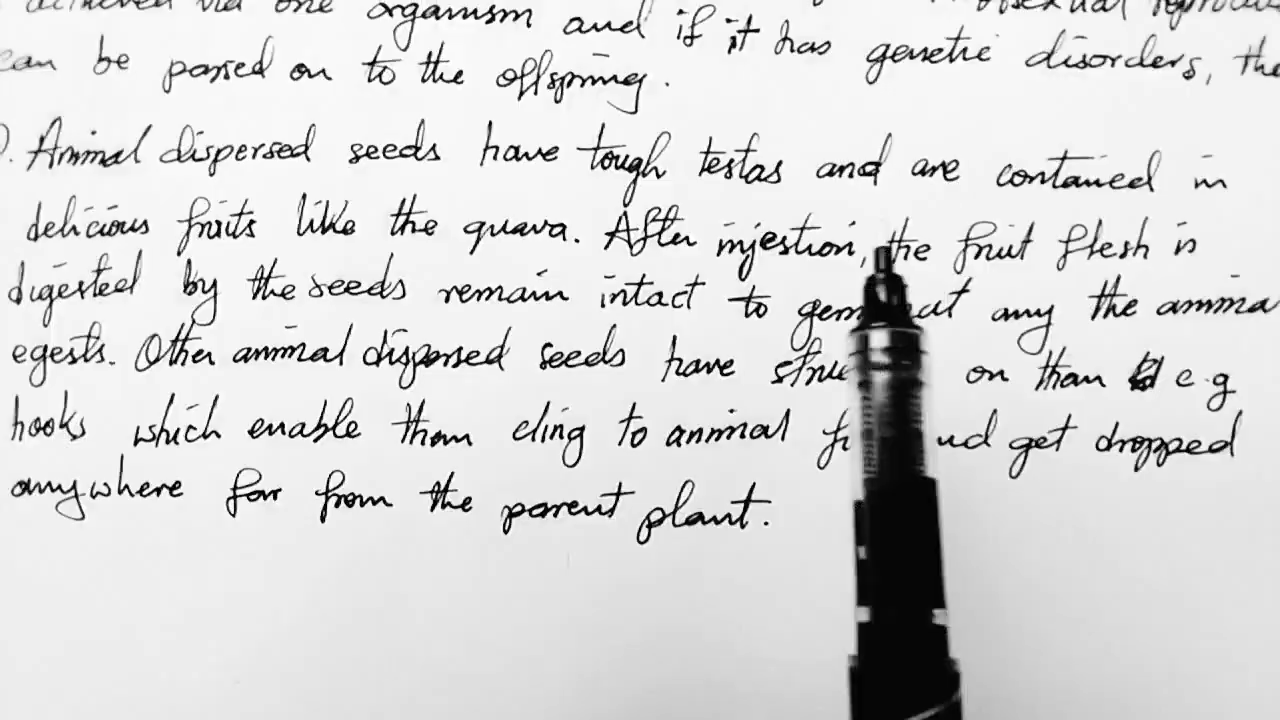 via one organism and if it has genetic disorders, the
can be passed on to the offspring.
Animal dispersed seeds have tough testas and are contained in
delicious fruits like the guava. After injestion, the fruit flesh is
digested by the seeds remain intact to any the anima
egests. Other animal dispersed seeds have on than e.g
hooks which enable them cling to animal and get dropped
anywhere far from the parent plant.